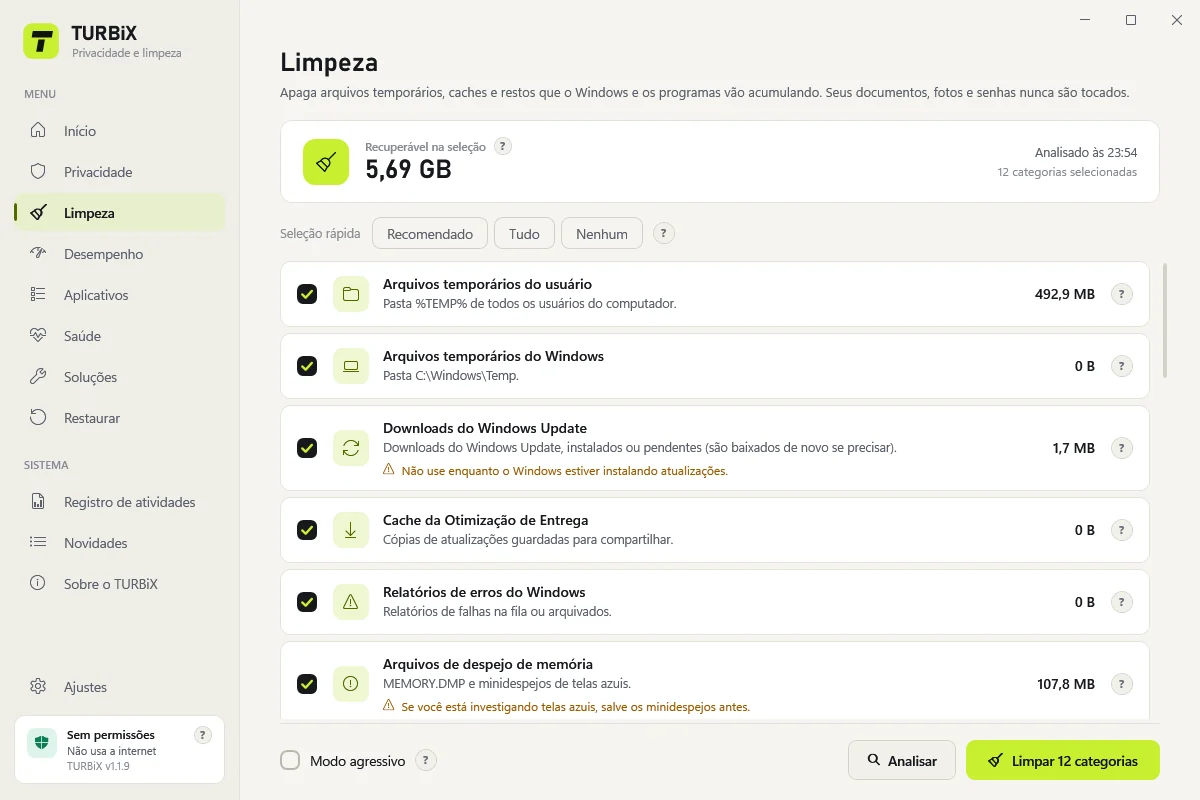 TURBiX
Privacidade e limpeza
MENU
Início
Privacidade
Limpeza
Desempenho
Aplicativos
Saúde
Soluções
Restaurar
SISTEMA
Registro de atividades
Novidades
Sobre o TURBiX
Ajustes
Sem permissões ?
Não usa a internet
TURBiX v1.1.9
Limpeza
Apaga arquivos temporários, caches e restos que o Windows e os programas vão acumulando. Seus documentos, fotos e senhas nunca são tocados.
Recuperável na seleção ?
5,69 GB
Analisado às 23:54
12 categorias selecionadas
Seleção rápida Recomendado Tudo Nenhum ?
Arquivos temporários do usuário
Pasta %TEMP% de todos os usuários do computador.
492,9 MB ?
Arquivos temporários do Windows
Pasta C:\Windows\Temp.
0 B ?
Downloads do Windows Update
Downloads do Windows Update, instalados ou pendentes (são baixados de novo se precisar).
Não use enquanto o Windows estiver instalando atualizações.
1,7 MB ?
Cache da Otimização de Entrega
Cópias de atualizações guardadas para compartilhar.
0 B ?
Relatórios de erros do Windows
Relatórios de falhas na fila ou arquivados.
0 B ?
Arquivos de despejo de memória
MEMORY.DMP e minidespejos de telas azuis.
Se você está investigando telas azuis, salve os minidespejos antes.
107,8 MB ?
Modo agressivo ?
Analisar
Limpar 12 categorias